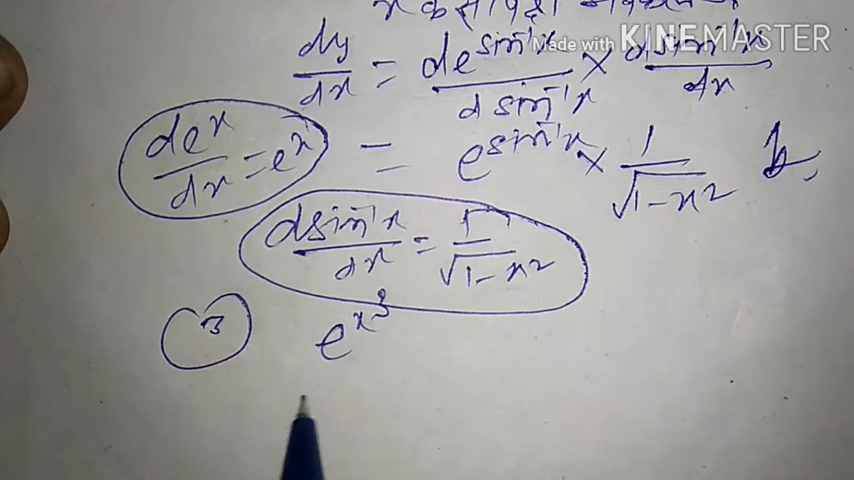 dy/dx = de^sin⁻¹x / d sin⁻¹x × d sin⁻¹x / dx
Made with KINEMASTER
de^x/dx = e^x = e^sin⁻¹x × 1/√1-x²
dsin⁻¹x/dx = 1/√1-x²
3 e^x³